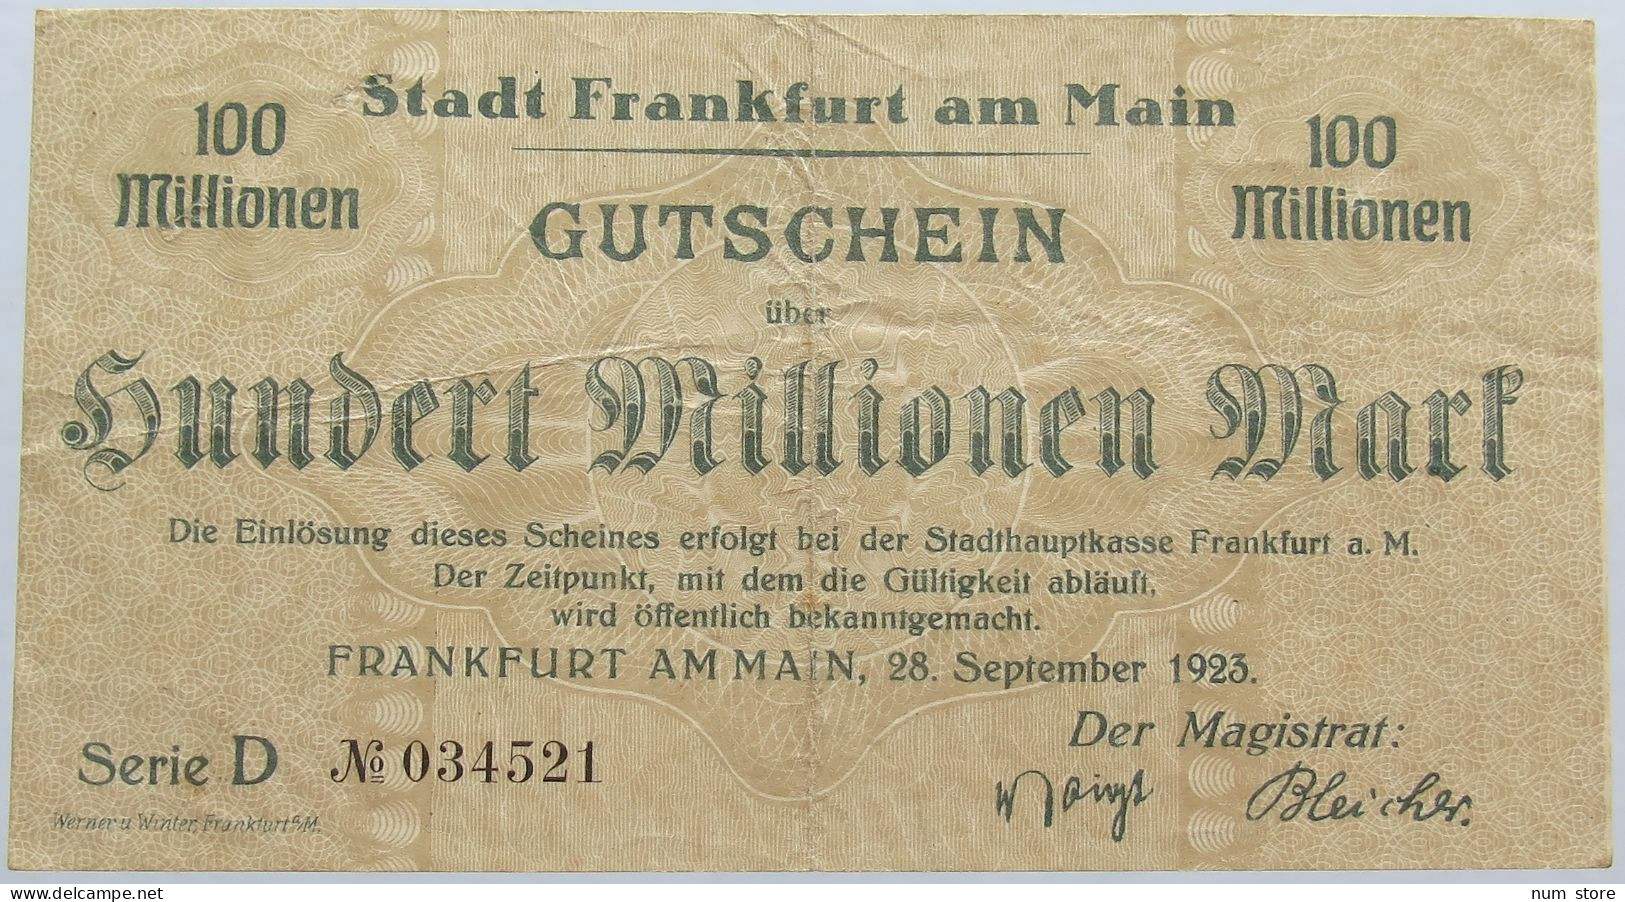 Stadt Frankfurt am Main
100
Millionen
100
Millionen
GUTSCHEIN
über
Hundert Millionen Mark
Die Einlösung dieses Scheines erfolgt bei der Stadthauptkasse Frankfurt a. M.
Der Zeitpunkt, mit dem die Gültigkeit abläuft,
wird öffentlich bekanntgemacht.
FRANKFURT AM MAIN, 28. September 1923.
Der Magistrat:
Serie D № 034521
Voigt Bleicher.
Werner u Winter, Frankfurt a/M.
delcampe.net
num store